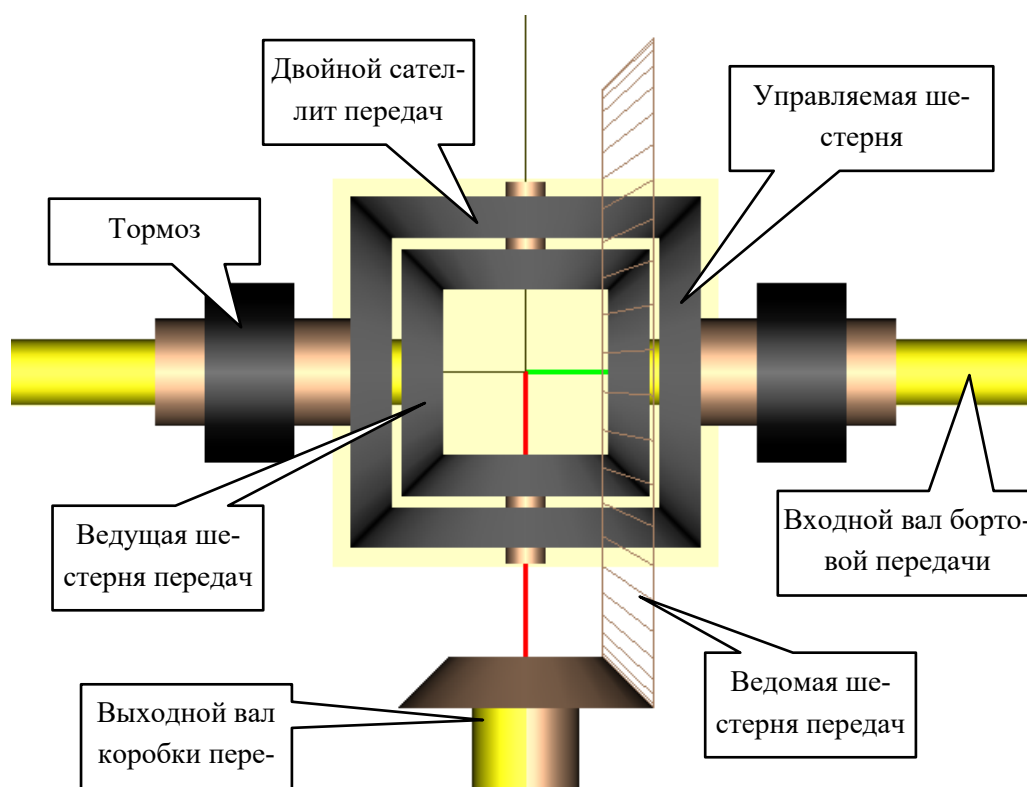 Двойной сател-
лит передач
Управляемая ше-
стерня
Тормоз
Ведущая ше-
стерня передач
Входной вал борто-
вой передачи
Ведомая ше-
стерня передач
Выходной вал
коробки пере-